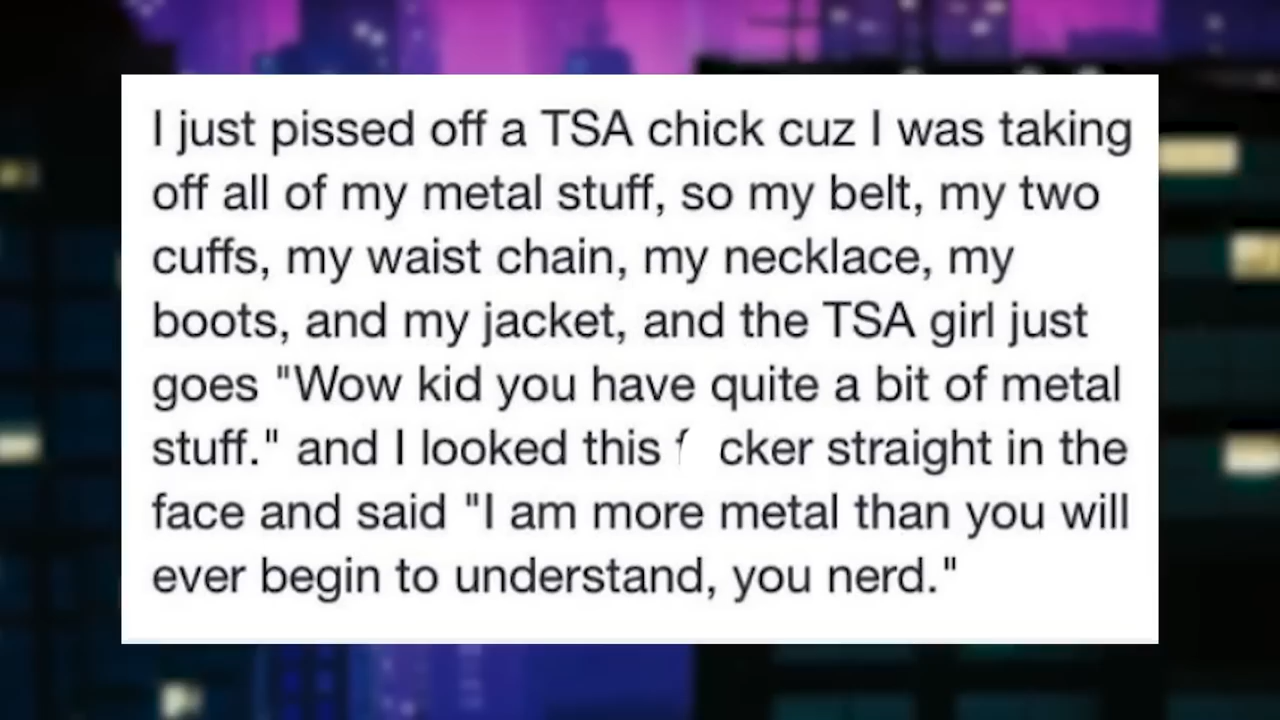 I just pissed off a TSA chick cuz I was taking
off all of my metal stuff, so my belt, my two
cuffs, my waist chain, my necklace, my
boots, and my jacket, and the TSA girl just
goes "Wow kid you have quite a bit of metal
stuff." and I looked this f cker straight in the
face and said "I am more metal than you will
ever begin to understand, you nerd."